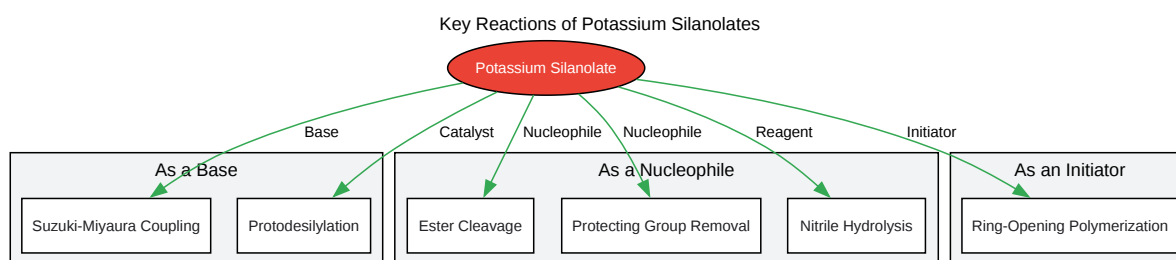 Key Reactions of Potassium Silanolates
Potassium Silanolate
Base
Catalyst
Nucleophile
Nucleophile
Reagent
Initiator
As a Base
As a Nucleophile
As an Initiator
Suzuki-Miyaura Coupling
Protodesilylation
Ester Cleavage
Protecting Group Removal
Nitrile Hydrolysis
Ring-Opening Polymerization